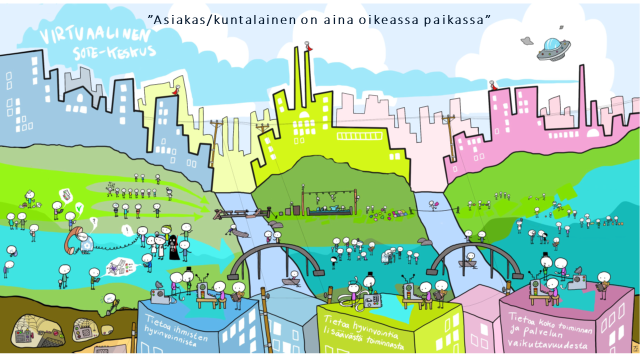 "Asiakas/kuntalainen on aina oikeassa paikassa"
VIRTUAALINEN
SOTE-KESKUS
Tietoa ihmisten
hyvinvoinnista
Tietoa hyvinvointia
lisäävästä toiminnasta
Tietoa koko toiminnan
ja palvelun
vaikuttavuudesta